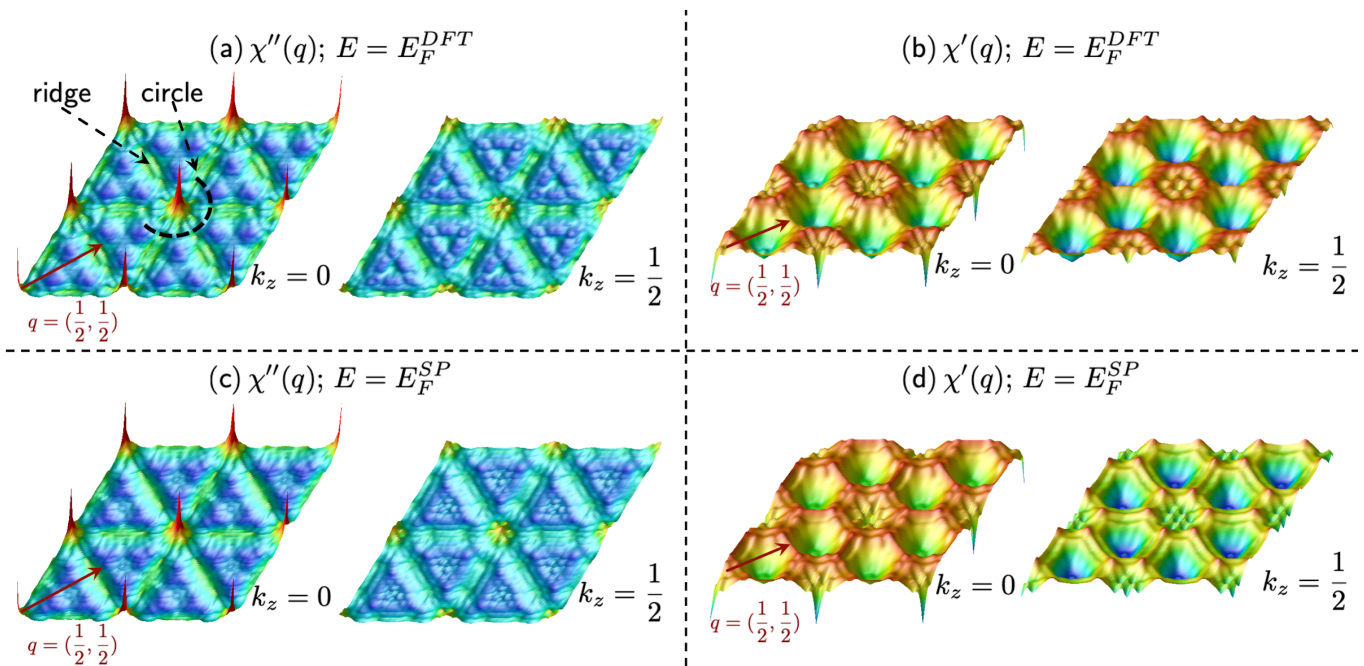 (a) χ′′(q); E = E_F^{DFT}
ridge
circle
k_z = 0
k_z = 1/2
q = (1/2, 1/2)
(b) χ′(q); E = E_F^{DFT}
k_z = 0
k_z = 1/2
q = (1/2, 1/2)
(c) χ′′(q); E = E_F^{SP}
k_z = 0
k_z = 1/2
q = (1/2, 1/2)
(d) χ′(q); E = E_F^{SP}
k_z = 0
k_z = 1/2
q = (1/2, 1/2)